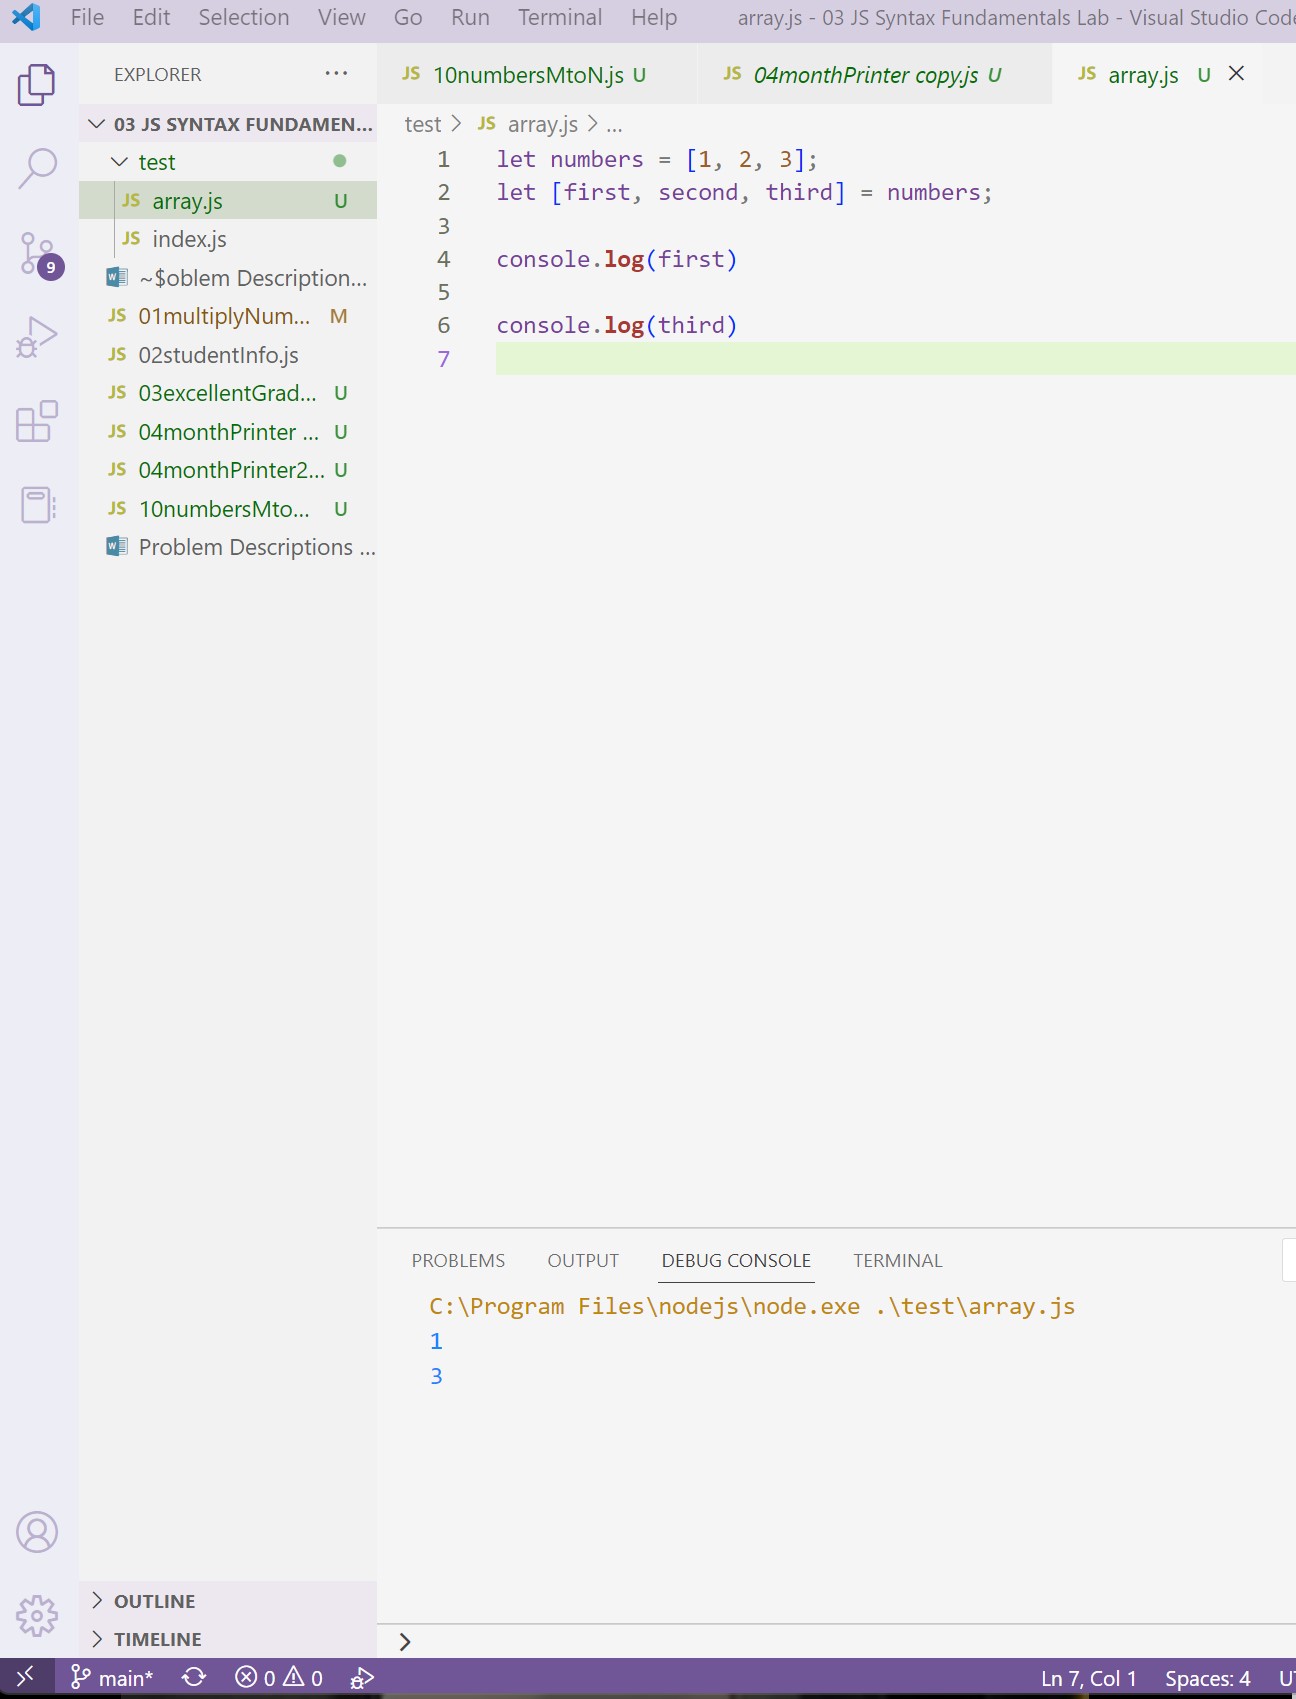 File Edit Selection View Go Run Terminal Help array.js - 03 JS Syntax Fundamentals Lab - Visual Studio Code
EXPLORER ...
03 JS SYNTAX FUNDAMEN...
test
JS array.js U
JS index.js
~$oblem Description...
JS 01multiplyNum... M
JS 02studentInfo.js
JS 03excellentGrad... U
JS 04monthPrinter ... U
JS 04monthPrinter2... U
JS 10numbersMto... U
Problem Descriptions ...
9
OUTLINE
TIMELINE
JS 10numbersMtoN.js U JS 04monthPrinter copy.js U JS array.js U
test > JS array.js > ...
1 let numbers = [1, 2, 3];
2 let [first, second, third] = numbers;
3
4 console.log(first)
5
6 console.log(third)
7
PROBLEMS OUTPUT DEBUG CONSOLE TERMINAL
C:\Program Files\nodejs\node.exe .\test\array.js
1
3
>
main* 0 0 Ln 7, Col 1 Spaces: 4